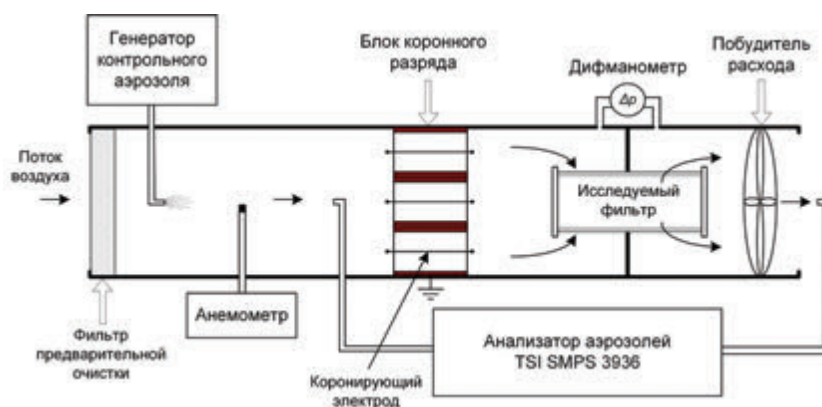 Генератор
контрольного
аэрозоля
Блок коронного
разряда
Дифманометр
Побудитель
расхода
Δp
Поток
воздуха
Исследуемый
фильтр
Анемометр
Фильтр
предварительной
очистки
Коронирующий
электрод
Анализатор аэрозолей
TSI SMPS 3936